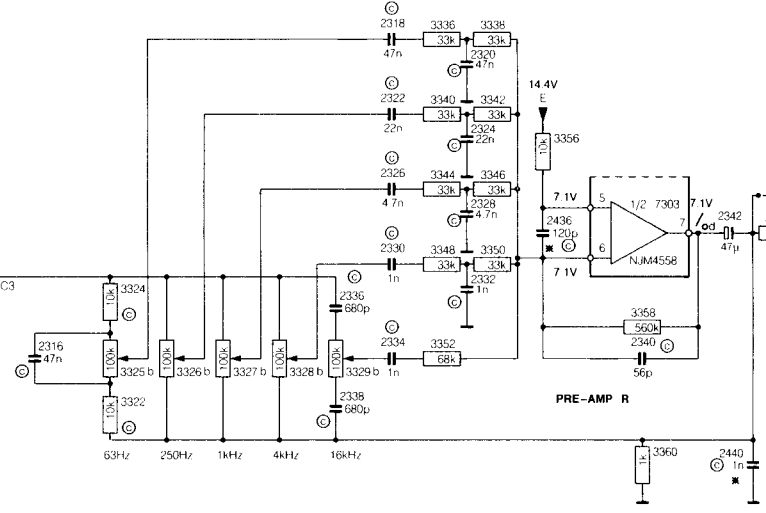 C
2318
47n
3336
33k
3338
33k
2320
47n
C
C
2322
22n
3340
33k
3342
33k
2324
22n
C
14.4V
E
10k
3356
C
2326
4.7n
3344
33k
3346
33k
2328
4.7n
C
7.1V
5
1/2 7303
7.1V
7
od
2342
47µ
2436
120p
※ C
6
NJM4558
7.1V
2330
1n
3348
33k
3350
33k
2332
1n
C
C3
3324
10k
C
C
2336
680p
2316
47n
C
100k
3325 b
100k
3326 b
100k
3327 b
100k
3328 b
100k
3329 b
C
2334
1n
3352
68k
3358
560k
2340 C
56p
10k
3322
C
2338
680p
C
PRE-AMP R
63Hz 250Hz 1kHz 4kHz 16kHz
1k
3360
2440
C 1n
※